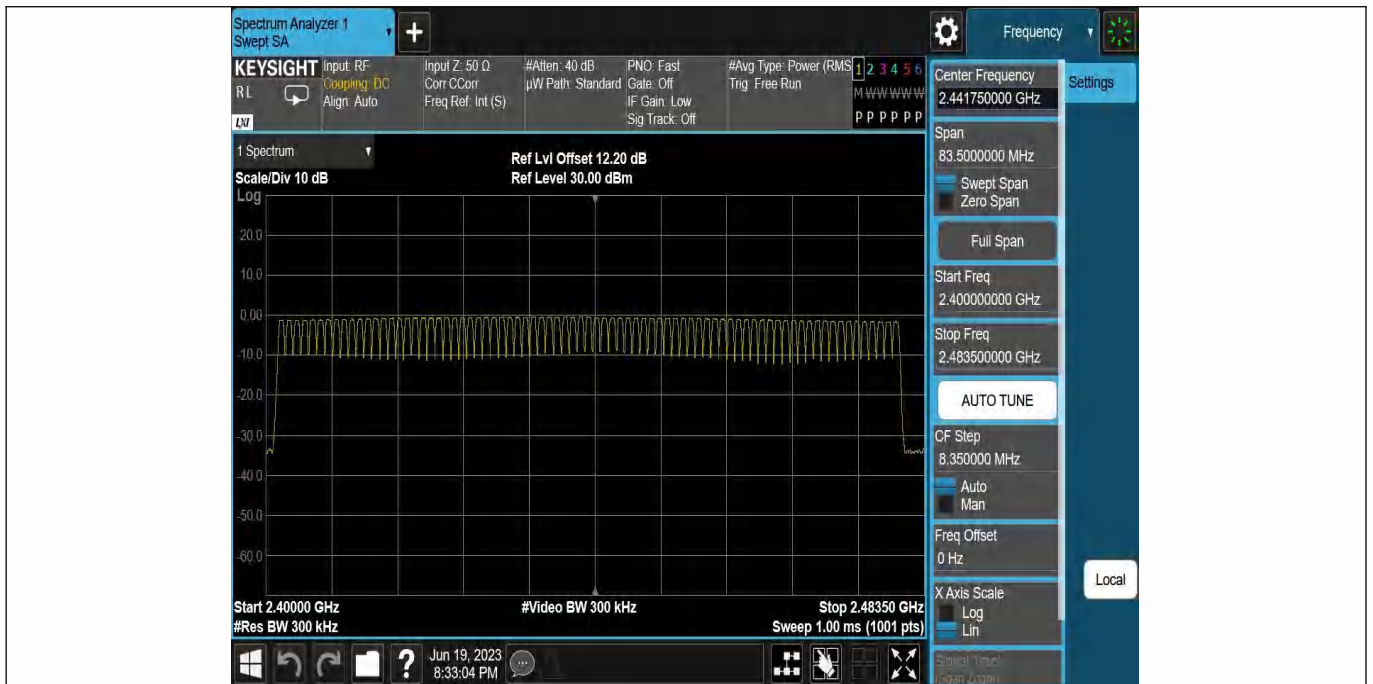 Spectrum Analyzer 1
Swept SA
+
Frequency
KEYSIGHT
RL
LXI
Input: RF
Coupling: DC
Align: Auto
Input Z: 50 Ω
Corr CCorr
Freq Ref: Int (S)
#Atten: 40 dB
µW Path: Standard
PNO: Fast
Gate: Off
IF Gain: Low
Sig Track: Off
#Avg Type: Power (RMS
Trig: Free Run
1 2 3 4 5 6
M W W W W W
P P P P P P
1 Spectrum
Scale/Div 10 dB
Ref Lvl Offset 12.20 dB
Ref Level 30.00 dBm
Log
20.0
10.0
0.00
-10.0
-20.0
-30.0
-40.0
-50.0
-60.0
Start 2.40000 GHz
#Video BW 300 kHz
Stop 2.48350 GHz
#Res BW 300 kHz
Sweep 1.00 ms (1001 pts)
?
Jun 19, 2023
8:33:04 PM
Center Frequency
2.441750000 GHz
Settings
Span
83.5000000 MHz
Swept Span
Zero Span
Full Span
Start Freq
2.400000000 GHz
Stop Freq
2.483500000 GHz
AUTO TUNE
CF Step
8.350000 MHz
Auto
Man
Freq Offset
0 Hz
Local
X Axis Scale
Log
Lin
Signal Track
(Span Zoom)